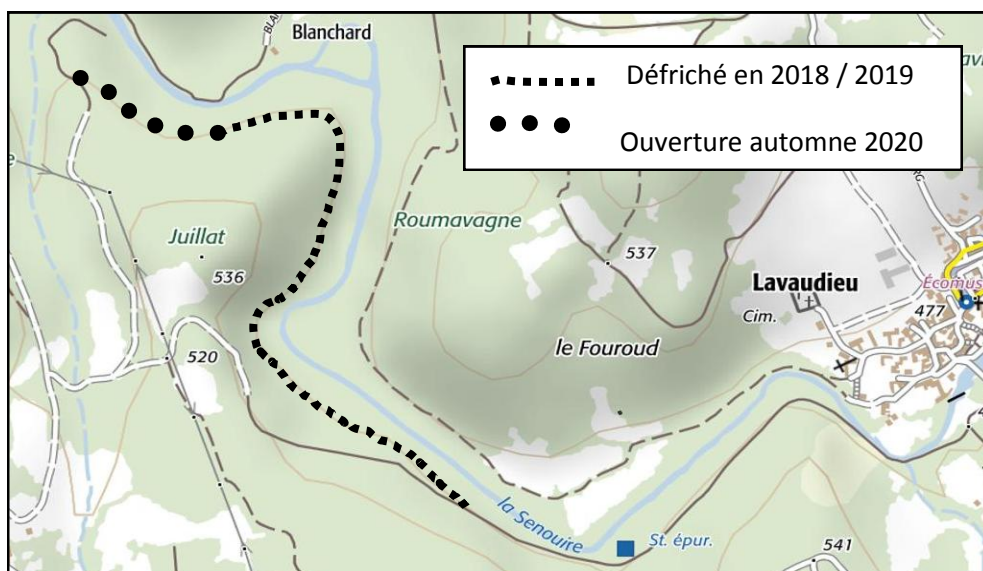 Blanchard
Défriché en 2018 / 2019
Ouverture automne 2020
Roumavagne
Juillat
536
537
Lavaudieu
Écomus
Cim.
477
520
le Fouroud
la Senouire
St. épur.
541